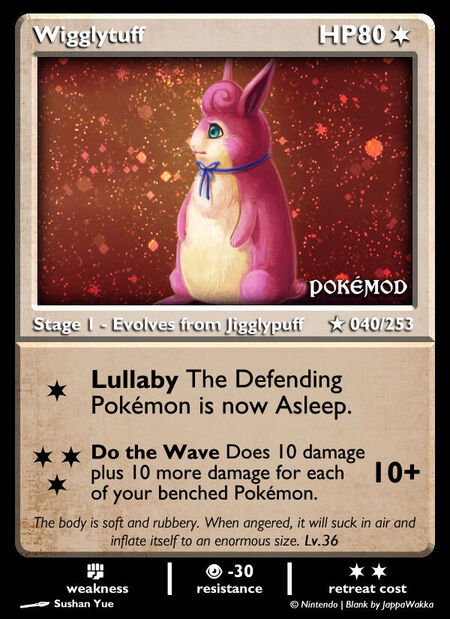 Wigglytuff HP80
POKÉMOD
Stage 1 - Evolves from Jigglypuff ★ 040/253
Lullaby The Defending
Pokémon is now Asleep.
Do the Wave Does 10 damage
plus 10 more damage for each
of your benched Pokémon.
10+
The body is soft and rubbery. When angered, it will suck in air and
inflate itself to an enormous size. Lv.36
weakness
-30
resistance
retreat cost
Sushan Yue
© Nintendo | Blank by JappaWakka